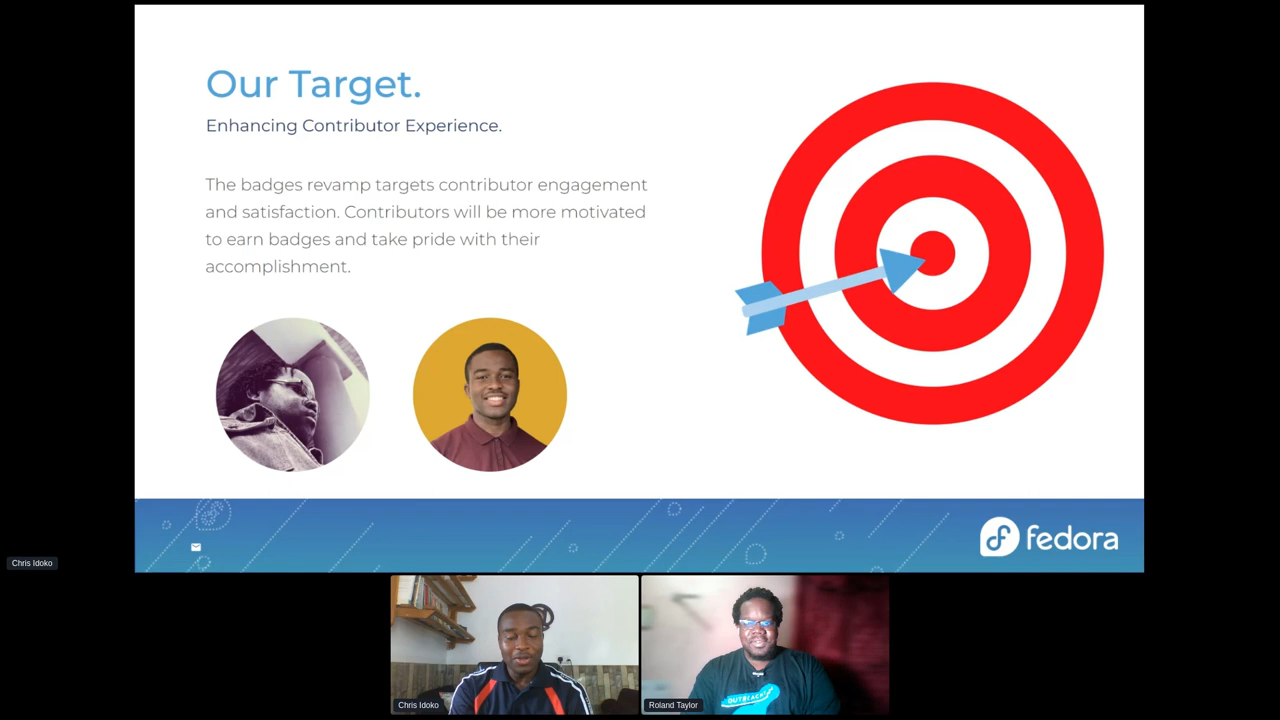 Our Target.
Enhancing Contributor Experience.
The badges revamp targets contributor engagement
and satisfaction. Contributors will be more motivated
to earn badges and take pride with their
accomplishment.
fedora
Chris Idoko
Chris Idoko
Roland Taylor